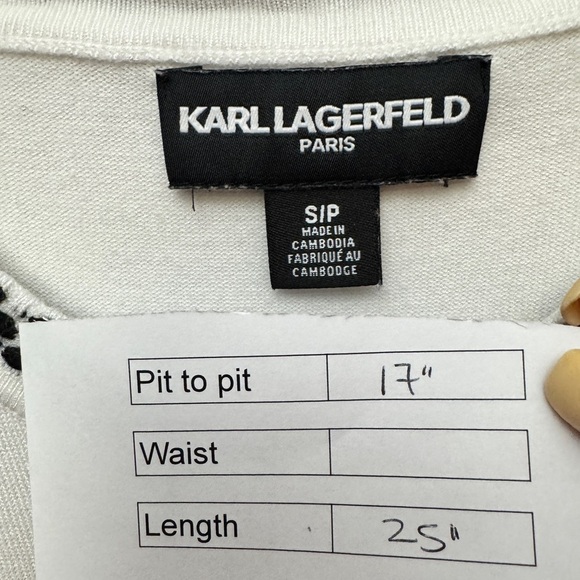 KARL LAGERFELD
PARIS
S/P
MADE IN
CAMBODIA
FABRIQUÉ AU
CAMBODGE
Pit to pit 17"
Waist
Length 25"